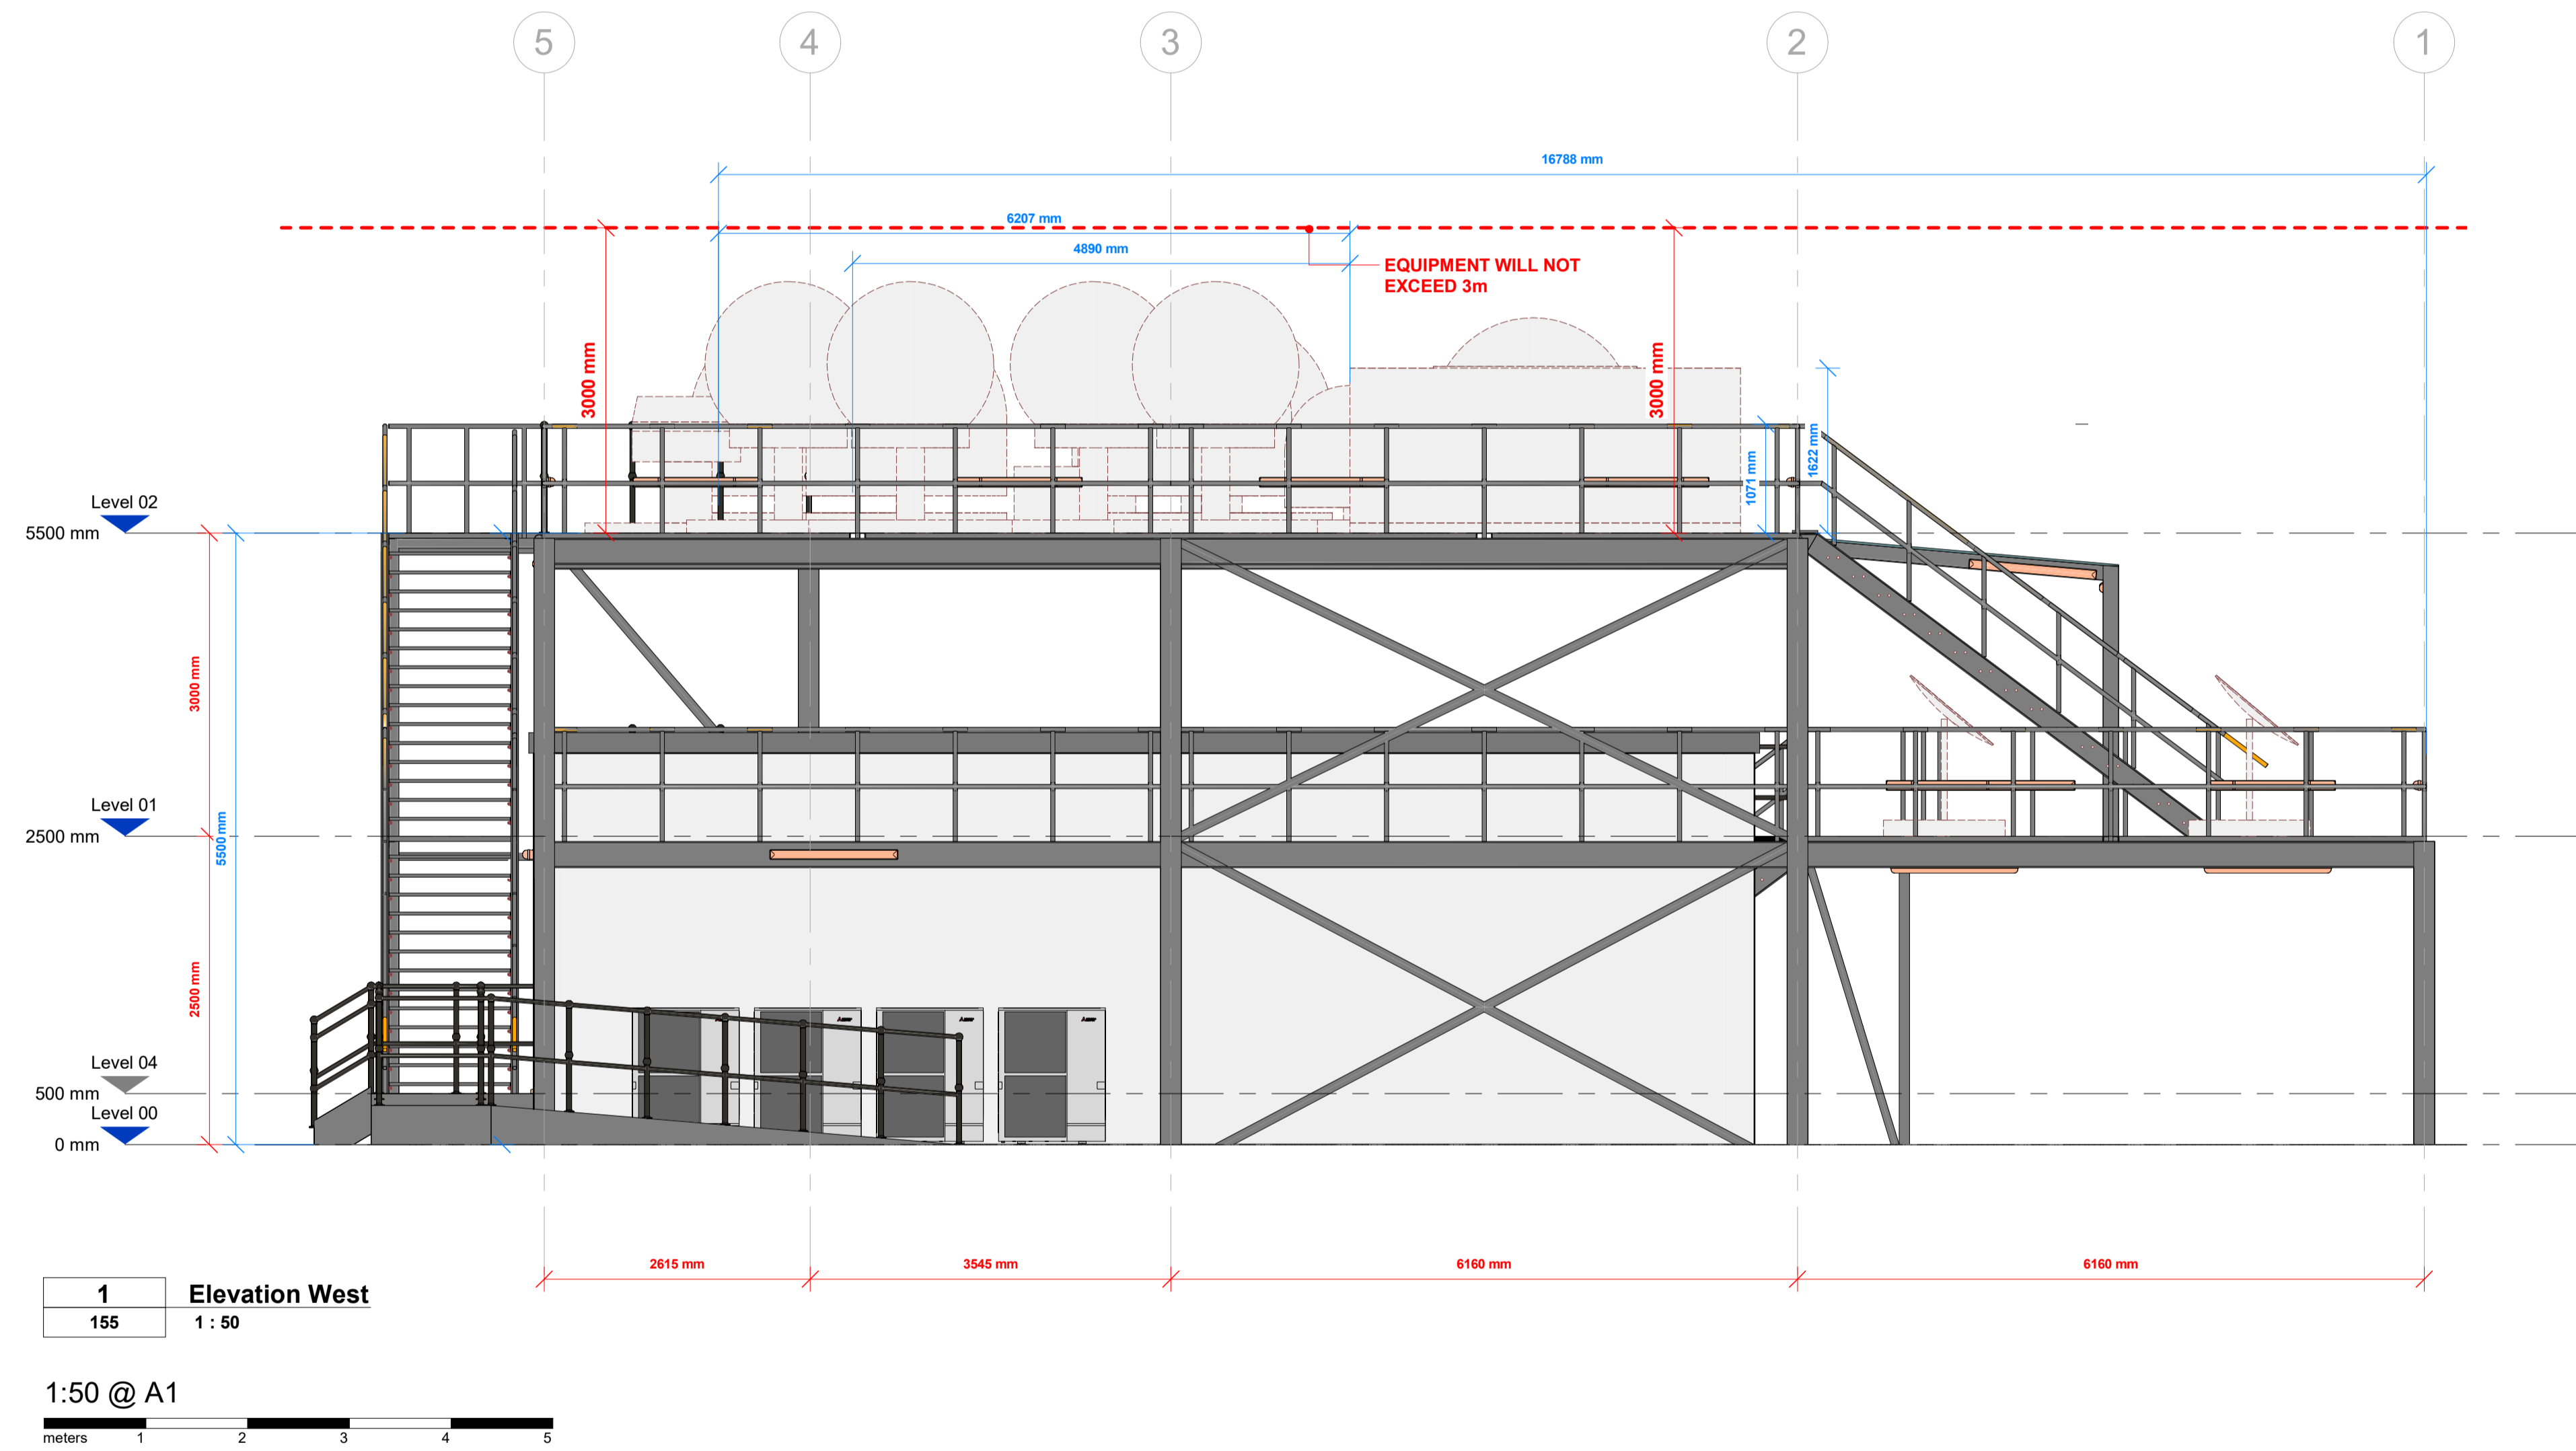 5
4
3
2
1
16788 mm
6207 mm
4890 mm
EQUIPMENT WILL NOT
EXCEED 3m
3000 mm
3000 mm
1071 mm
1622 mm
Level 02
5500 mm
3000 mm
Level 01
2500 mm
5500 mm
2500 mm
Level 04
500 mm
Level 00
0 mm
2615 mm
3545 mm
6160 mm
6160 mm
1
Elevation West
155
1 : 50
1:50 @ A1
meters
1
2
3
4
5